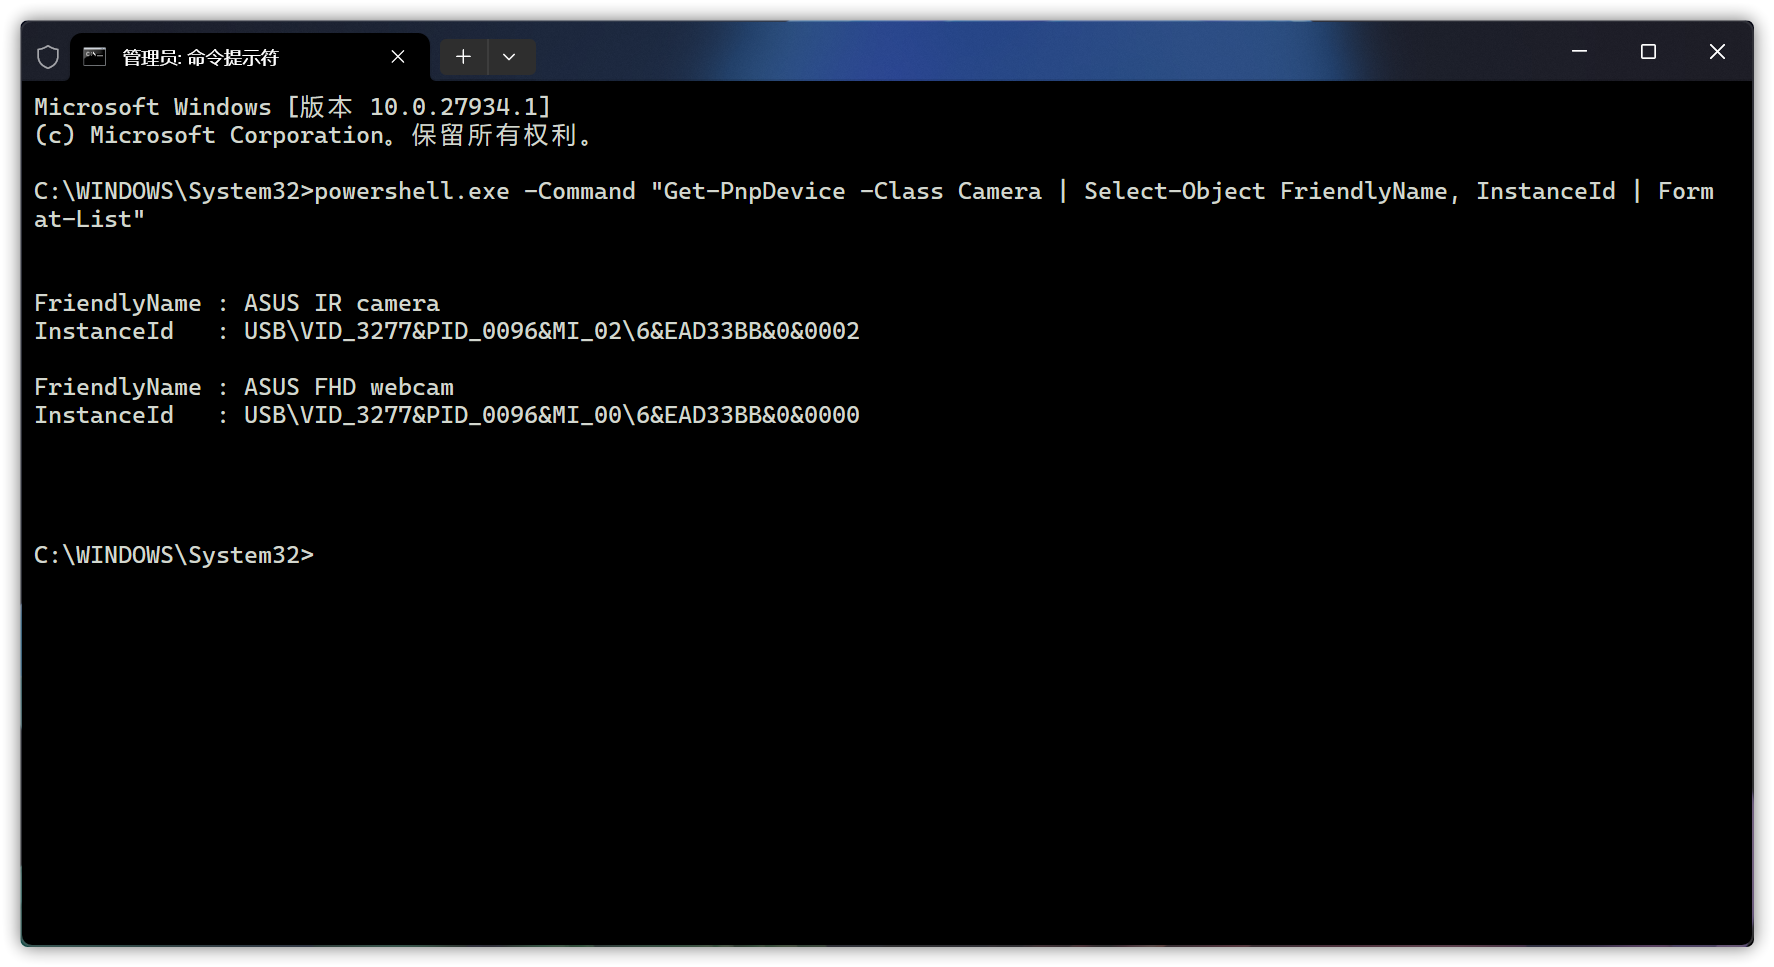 管理员: 命令提示符
Microsoft Windows [版本 10.0.27934.1]
(c) Microsoft Corporation。保留所有权利。
C:\WINDOWS\System32>powershell.exe -Command "Get-PnpDevice -Class Camera | Select-Object FriendlyName, InstanceId | Form
at-List"
FriendlyName : ASUS IR camera
InstanceId   : USB\VID_3277&PID_0096&MI_02\6&EAD33BB&0&0002
FriendlyName : ASUS FHD webcam
InstanceId   : USB\VID_3277&PID_0096&MI_00\6&EAD33BB&0&0000
C:\WINDOWS\System32>